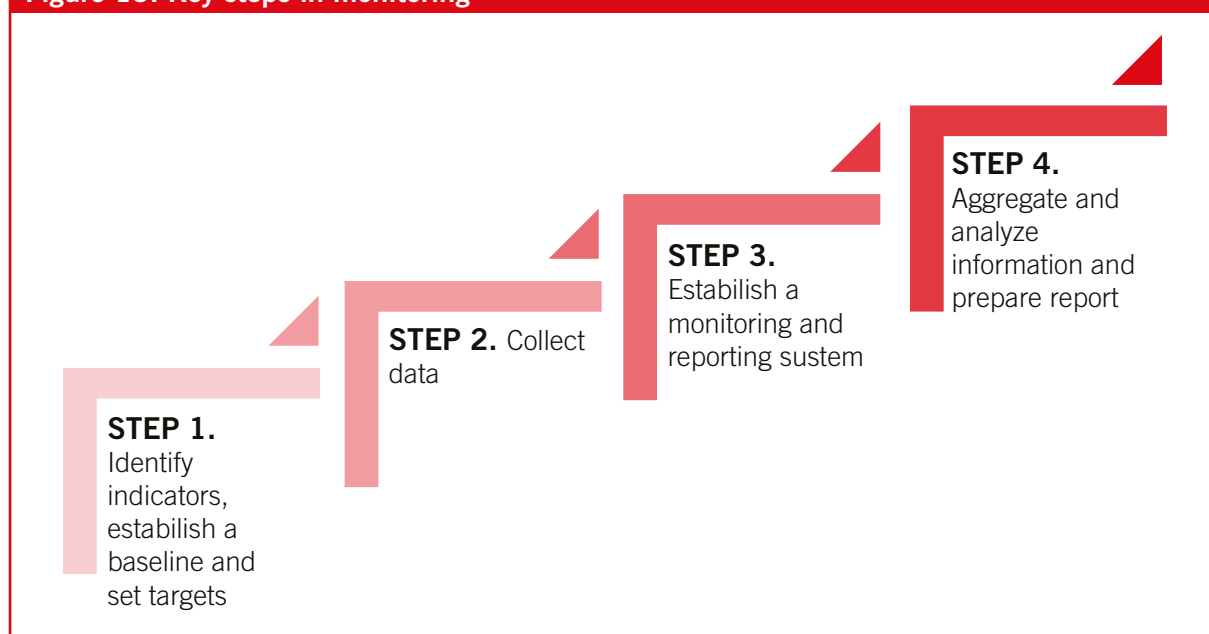 STEP 1.
Identify
indicators,
estabilish a
baseline and
set targets
STEP 2. Collect
data
STEP 3.
Estabilish a
monitoring and
reporting sustem
STEP 4.
Aggregate and
analyze
information and
prepare report